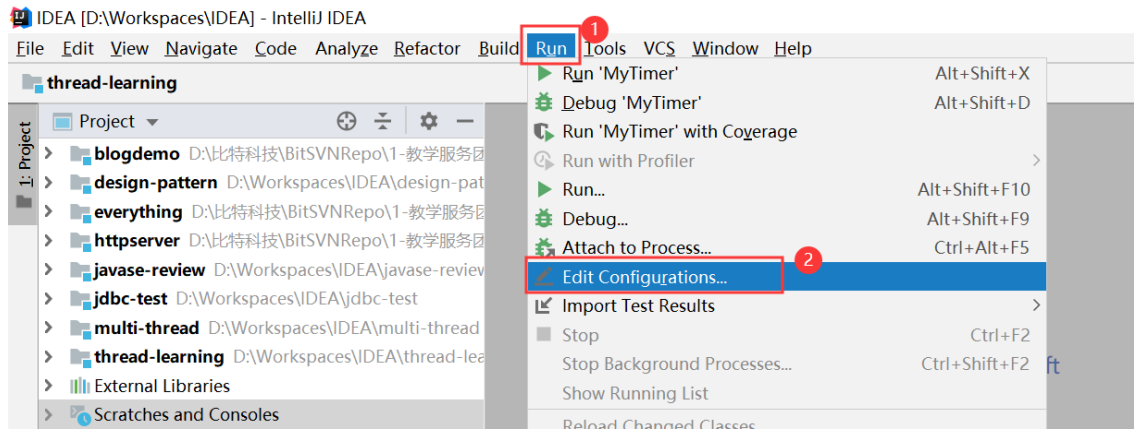 IDEA [D:\Workspaces\IDEA] - IntelliJ IDEA
1
File Edit View Navigate Code Analyze Refactor Build Run Tools VCS Window Help
thread-learning
1: Project
Project
blogdemo D:\比特科技\BitSVNRepo\1-教学服务团
design-pattern D:\Workspaces\IDEA\design-pat
everything D:\比特科技\BitSVNRepo\1-教学服务团
httpserver D:\比特科技\BitSVNRepo\1-教学服务团
javase-review D:\Workspaces\IDEA\javase-review
jdbc-test D:\Workspaces\IDEA\jdbc-test
multi-thread D:\Workspaces\IDEA\multi-thread
thread-learning D:\Workspaces\IDEA\thread-lea
External Libraries
Scratches and Consoles
Run 'MyTimer' Alt+Shift+X
Debug 'MyTimer' Alt+Shift+D
Run 'MyTimer' with Coverage
Run with Profiler
Run... Alt+Shift+F10
Debug... Alt+Shift+F9
Attach to Process... Ctrl+Alt+F5
2
Edit Configurations...
Import Test Results
Stop Ctrl+F2
Stop Background Processes... Ctrl+Shift+F2
ft
Show Running List
Reload Changed Classes